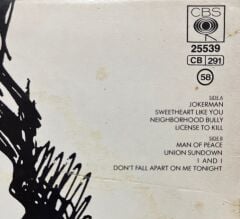 CBS
25539
CB 291
58
SIDE A
JOKERMAN
SWEETHEART LIKE YOU
NEIGHBORHOOD BULLY
LICENSE TO KILL
SIDE B
MAN OF PEACE
UNION SUNDOWN
I AND I
DON'T FALL APART ON ME TONIGHT